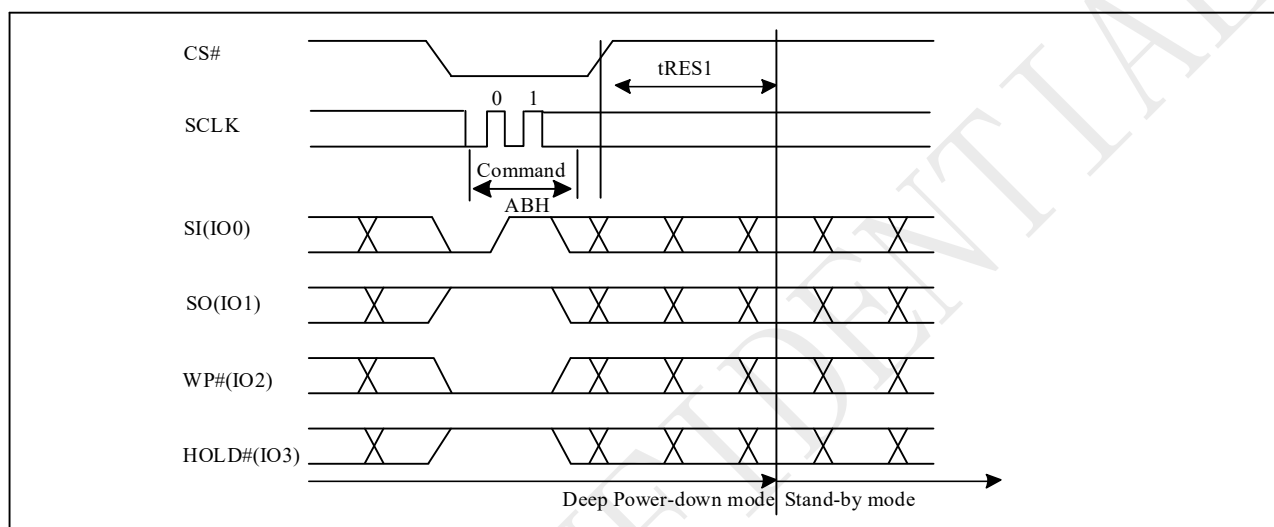 CS#
tRES1
0 1
SCLK
Command
ABH
SI(IO0)
SO(IO1)
WP#(IO2)
HOLD#(IO3)
Deep Power-down mode Stand-by mode